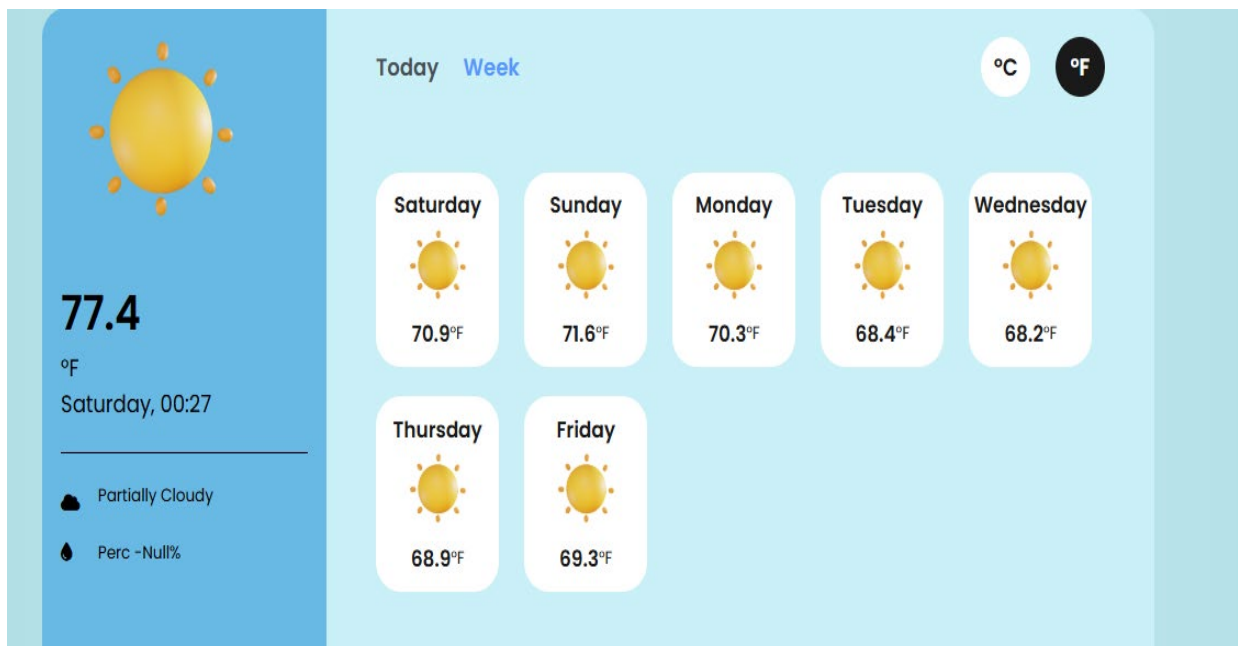 Today Week
ºC ºF
77.4
ºF
Saturday, 00:27
Partially Cloudy
Perc -Null%
Saturday Sunday Monday Tuesday Wednesday
70.9ºF 71.6ºF 70.3ºF 68.4ºF 68.2ºF
Thursday Friday
68.9ºF 69.3ºF